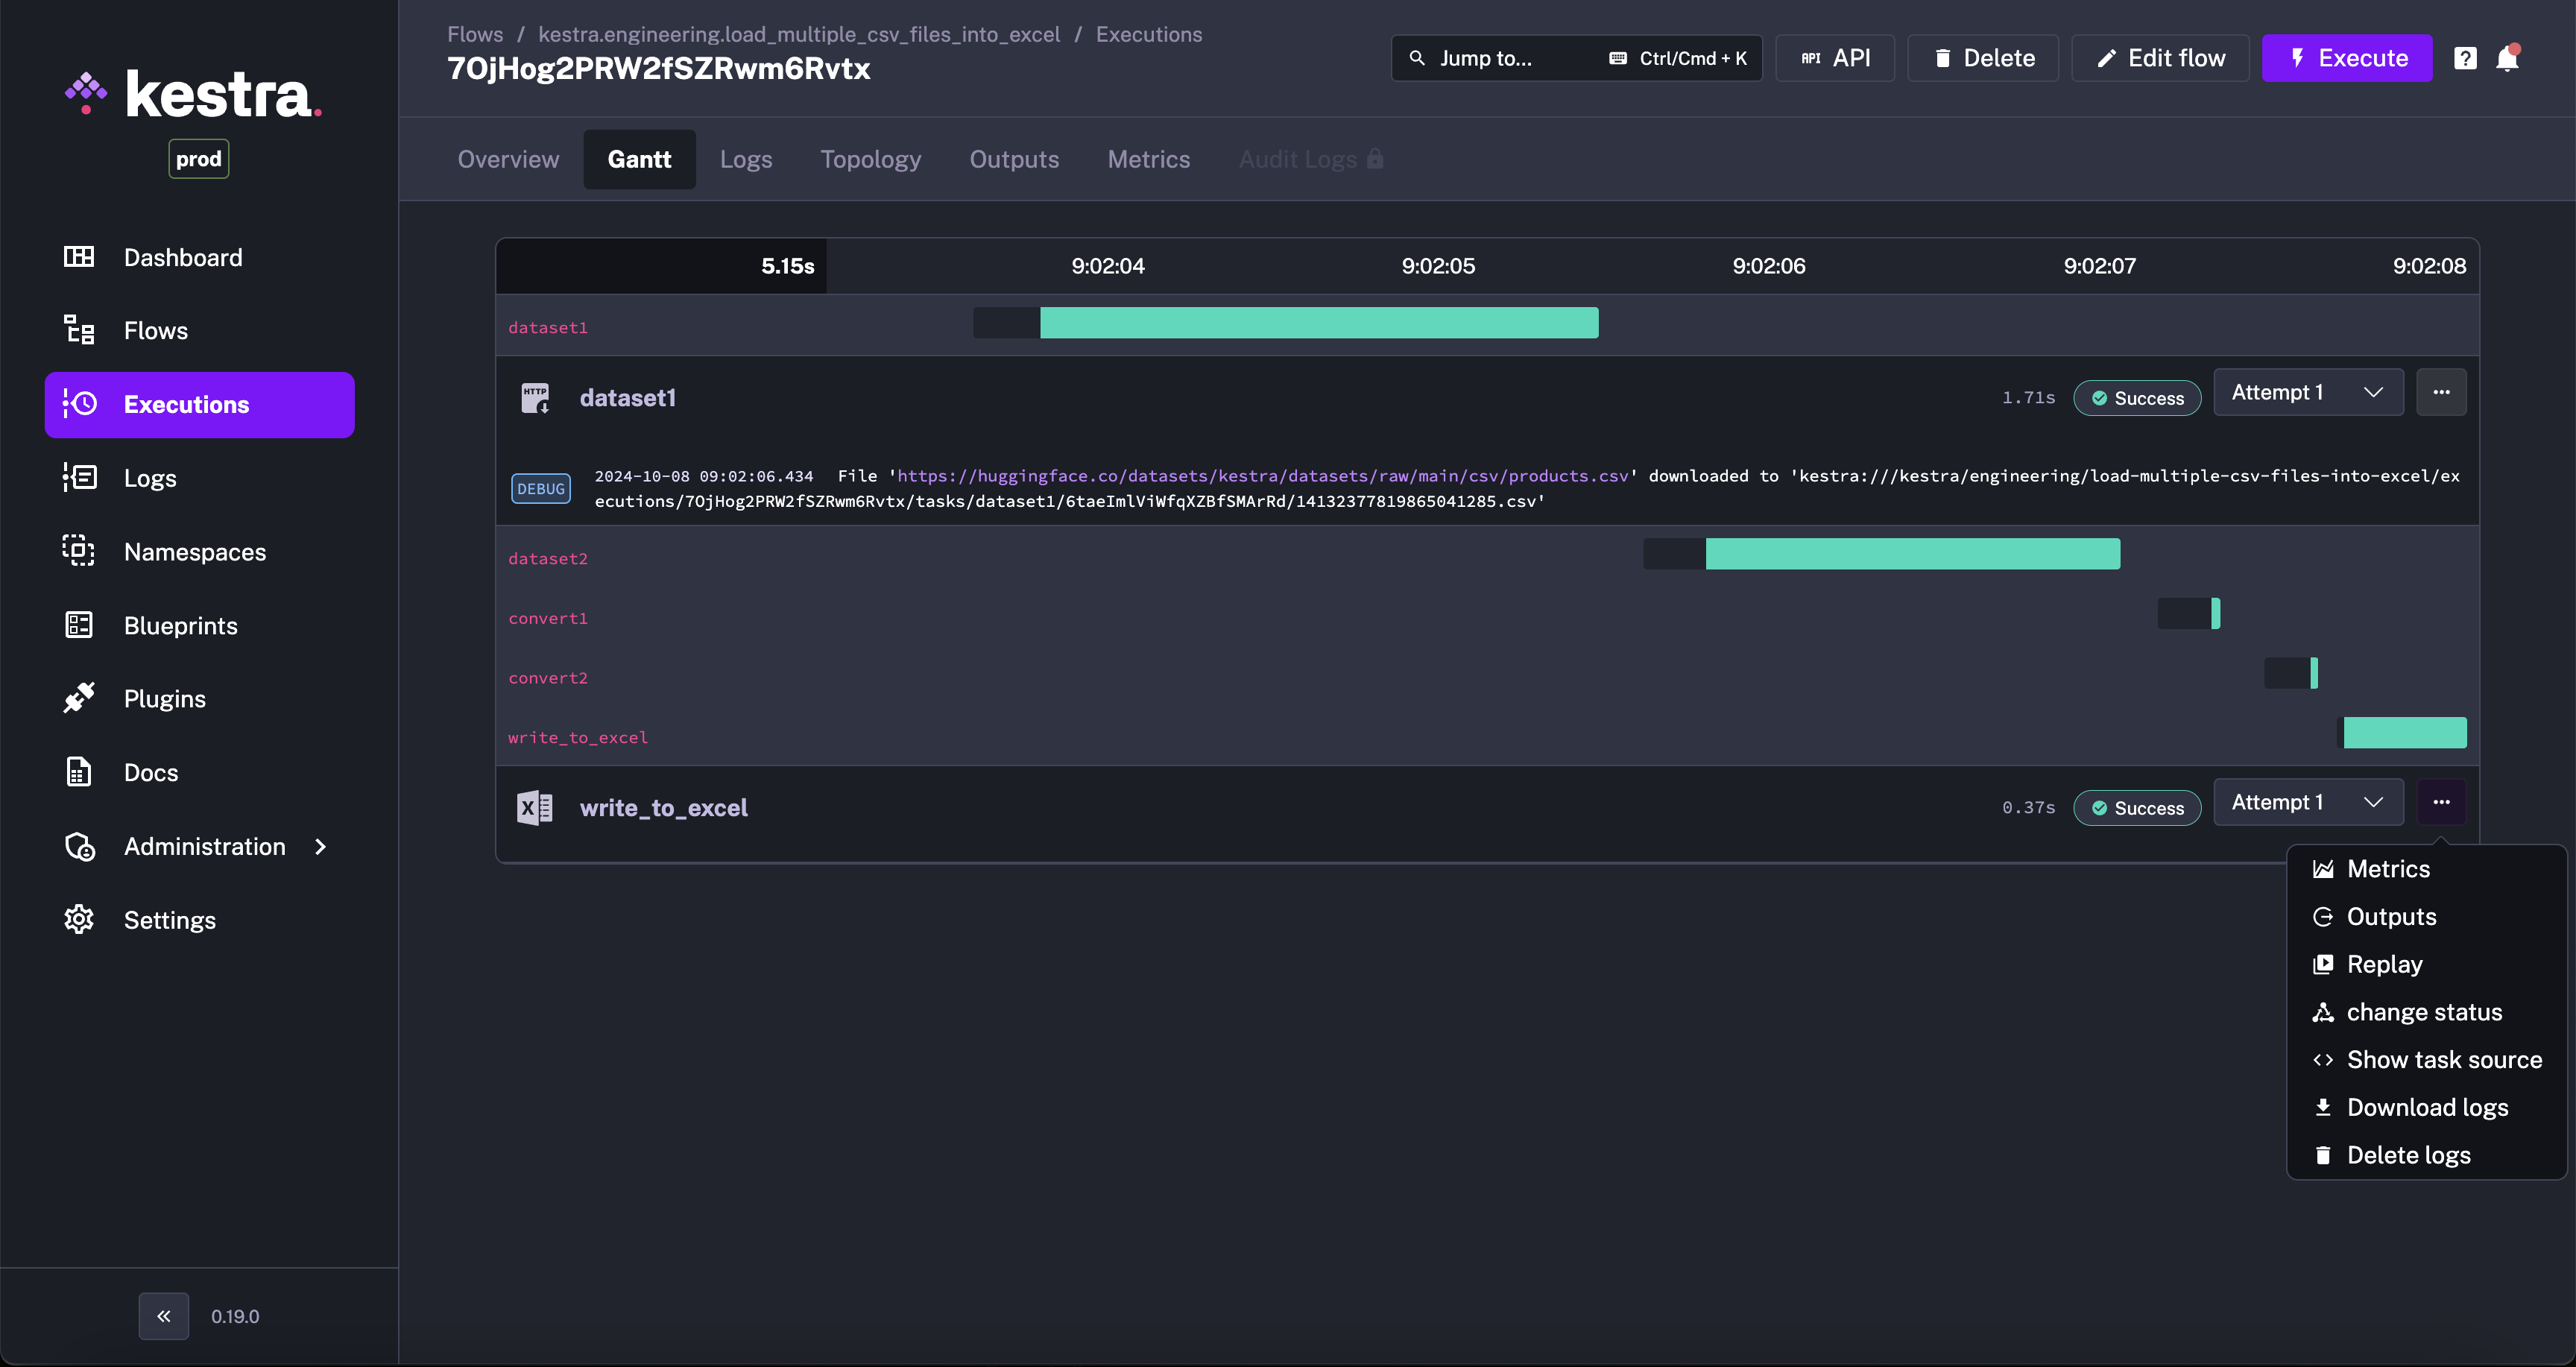 kestra.
prod
Dashboard
Flows
Executions
Logs
Namespaces
Blueprints
Plugins
Docs
Administration
Settings
0.19.0
Flows / kestra.engineering.load_multiple_csv_files_into_excel / Executions
7OjHog2PRW2fSZRwm6Rvtx
Jump to... Ctrl/Cmd + K
API API
Delete
Edit flow
Execute
?
Overview Gantt Logs Topology Outputs Metrics Audit Logs
5.15s 9:02:04 9:02:05 9:02:06 9:02:07 9:02:08
dataset1
HTTP dataset1 1.71s Success Attempt 1
DEBUG 2024-10-08 09:02:06.434 File 'https://huggingface.co/datasets/kestra/datasets/raw/main/csv/products.csv' downloaded to 'kestra:///kestra/engineering/load-multiple-csv-files-into-excel/ex
ecutions/7OjHog2PRW2fSZRwm6Rvtx/tasks/dataset1/6taeImlViWfqXZBfSMArRd/14132377819865041285.csv'
dataset2
convert1
convert2
write_to_excel
X write_to_excel 0.37s Success Attempt 1
Metrics
Outputs
Replay
change status
Show task source
Download logs
Delete logs